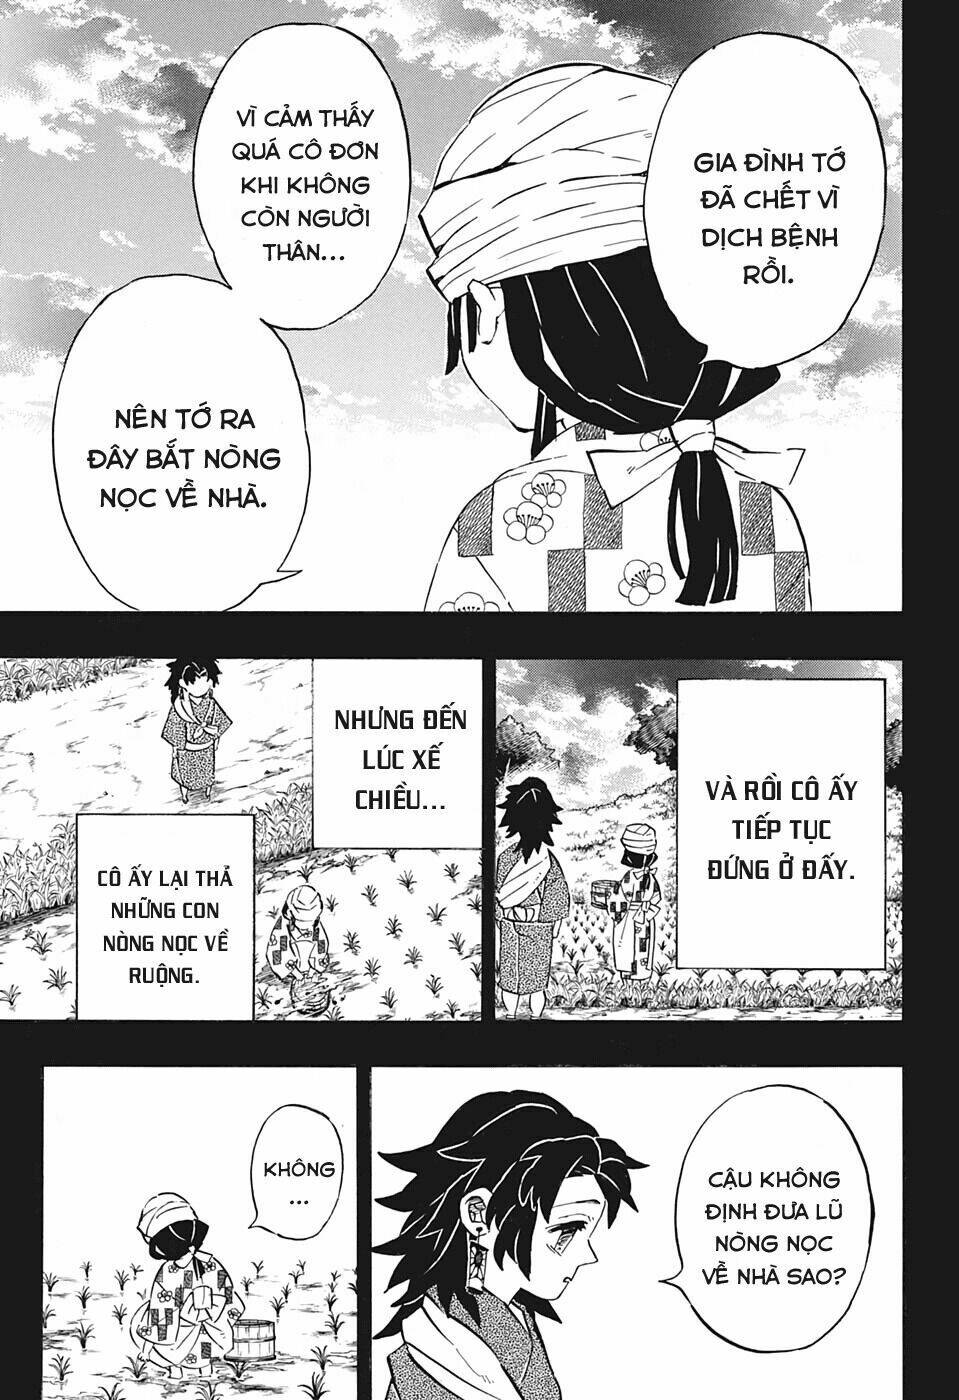 GIA ĐÌNH TỚ
ĐÃ CHẾT VÌ
DỊCH BỆNH
RỒI.
VÌ CẢM THẤY
QUÁ CÔ ĐƠN
KHI KHÔNG
CÒN NGƯỜI
THÂN...
NÊN TỚ RA
ĐÂY BẮT NÒNG
NỌC VỀ NHÀ.
VÀ RỒI CÔ ẤY
TIẾP TỤC
ĐỨNG Ở ĐẤY.
NHƯNG ĐẾN
LÚC XẾ
CHIỀU...
CÔ ẤY LẠI THẢ
NHỮNG CON
NÒNG NỌC VỀ
RUỘNG.
CẬU KHÔNG
ĐỊNH ĐƯA LŨ
NÒNG NỌC
VỀ NHÀ SAO?
KHÔNG
...